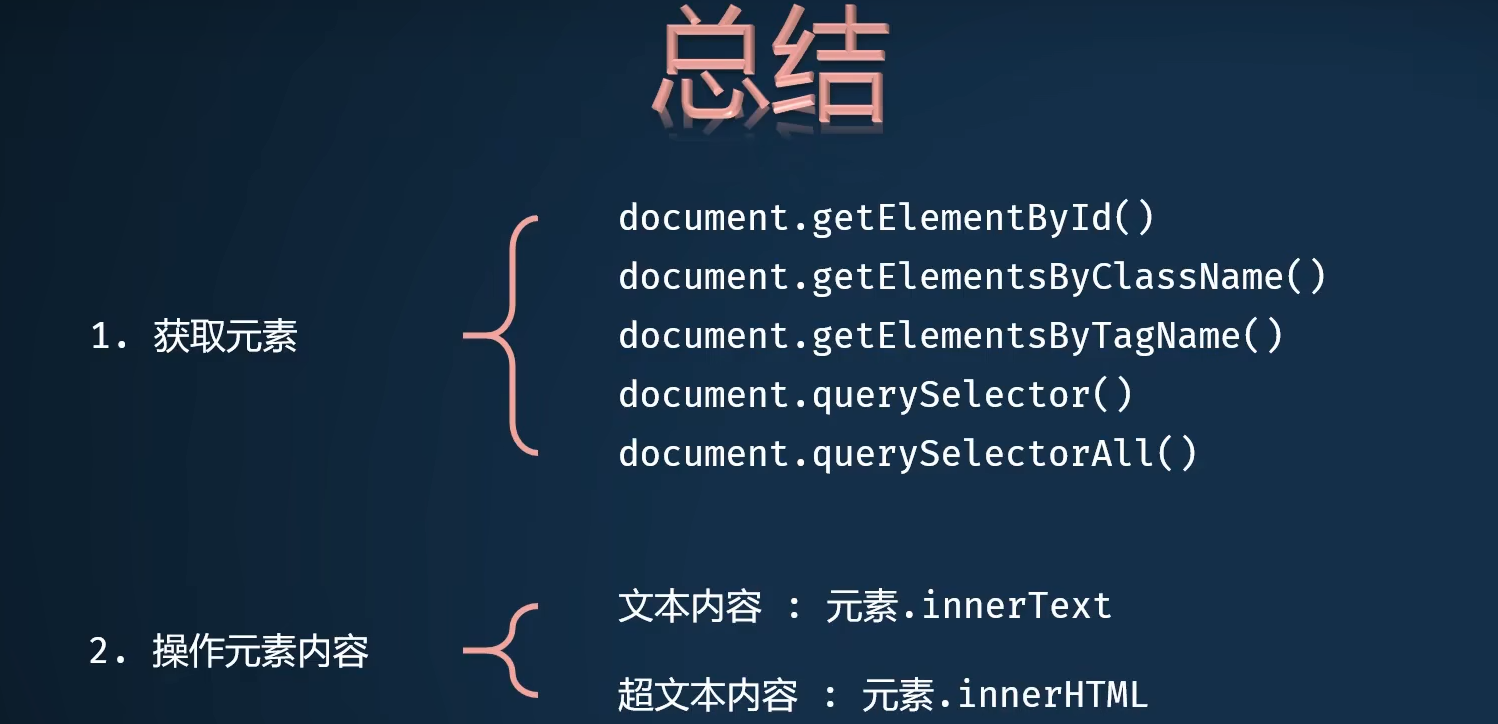 总结
1. 获取元素
document.getElementById()
document.getElementsByClassName()
document.getElementsByTagName()
document.querySelector()
document.querySelectorAll()
2. 操作元素内容
文本内容 : 元素.innerText
超文本内容 : 元素.innerHTML